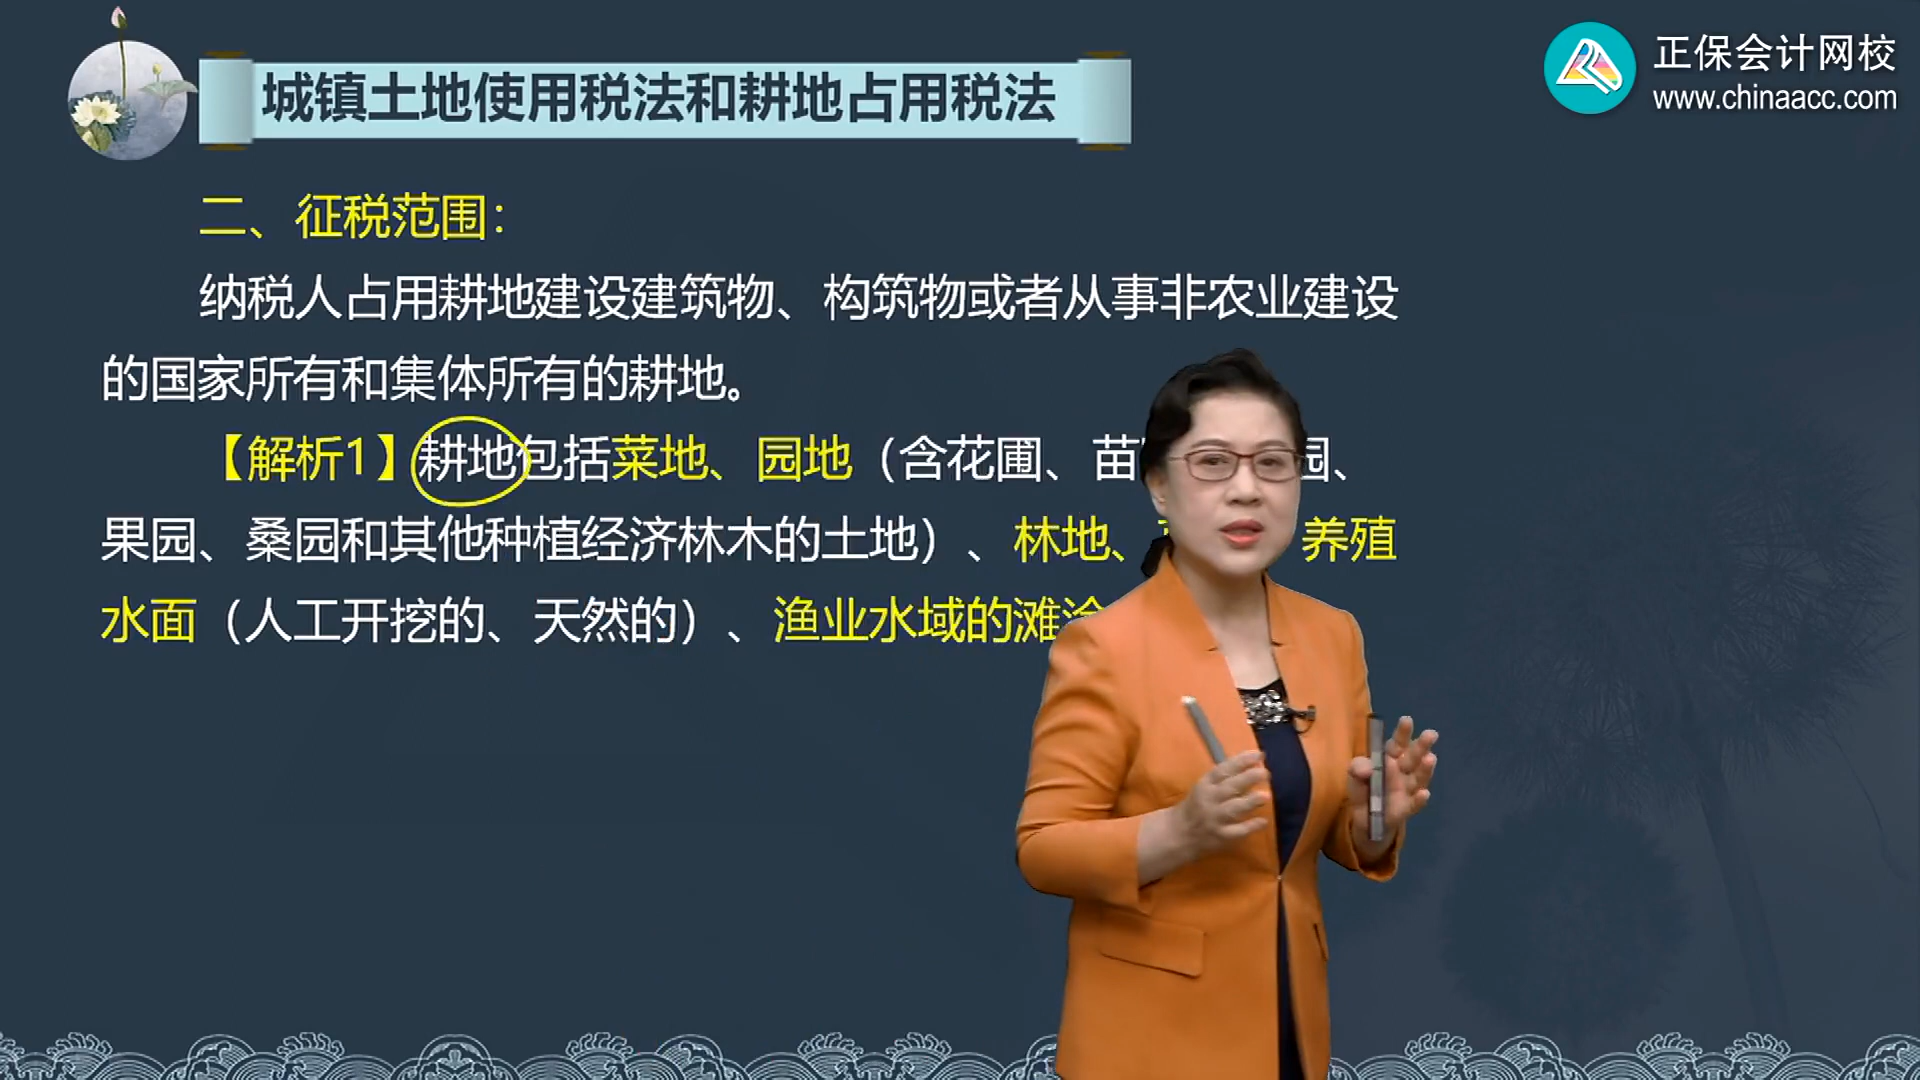 正保会计网校
www.chinaacc.com
城镇土地使用税法和耕地占用税法
二、征税范围：
纳税人占用耕地建设建筑物、构筑物或者从事非农业建设
的国家所有和集体所有的耕地。
【解析1】耕地包括菜地、园地（含花圃、苗 园、
果园、桑园和其他种植经济林木的土地）、林地、 养殖
水面（人工开挖的、天然的）、渔业水域的滩涂